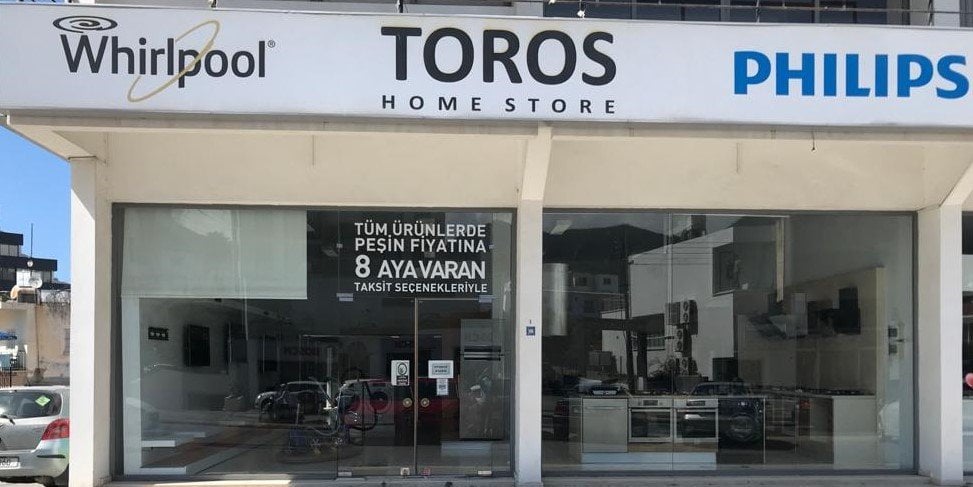 Whirlpool®
TOROS
HOME STORE
PHILIPS
TÜM ÜRÜNLERDE
PEŞİN FİYATINA
8 AYA VARAN
TAKSİT SEÇENEKLERİYLE